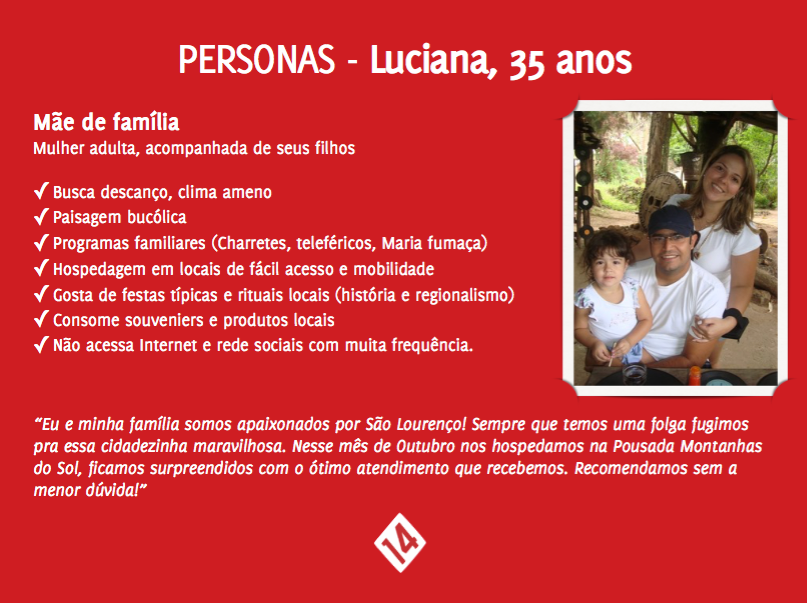 PERSONAS - Luciana, 35 anos
Mãe de família
Mulher adulta, acompanhada de seus filhos
✓ Busca descanço, clima ameno
✓ Paisagem bucólica
✓ Programas familiares (Charretes, teleféricos, Maria fumaça)
✓ Hospedagem em locais de fácil acesso e mobilidade
✓ Gosta de festas típicas e rituais locais (história e regionalismo)
✓ Consome souveniers e produtos locais
✓ Não acessa Internet e rede sociais com muita frequência.
“Eu e minha família somos apaixonados por São Lourenço! Sempre que temos uma folga fugimos
pra essa cidadezinha maravilhosa. Nesse mês de Outubro nos hospedamos na Pousada Montanhas
do Sol, ficamos surpreendidos com o ótimo atendimento que recebemos. Recomendamos sem a
menor dúvida!”
14